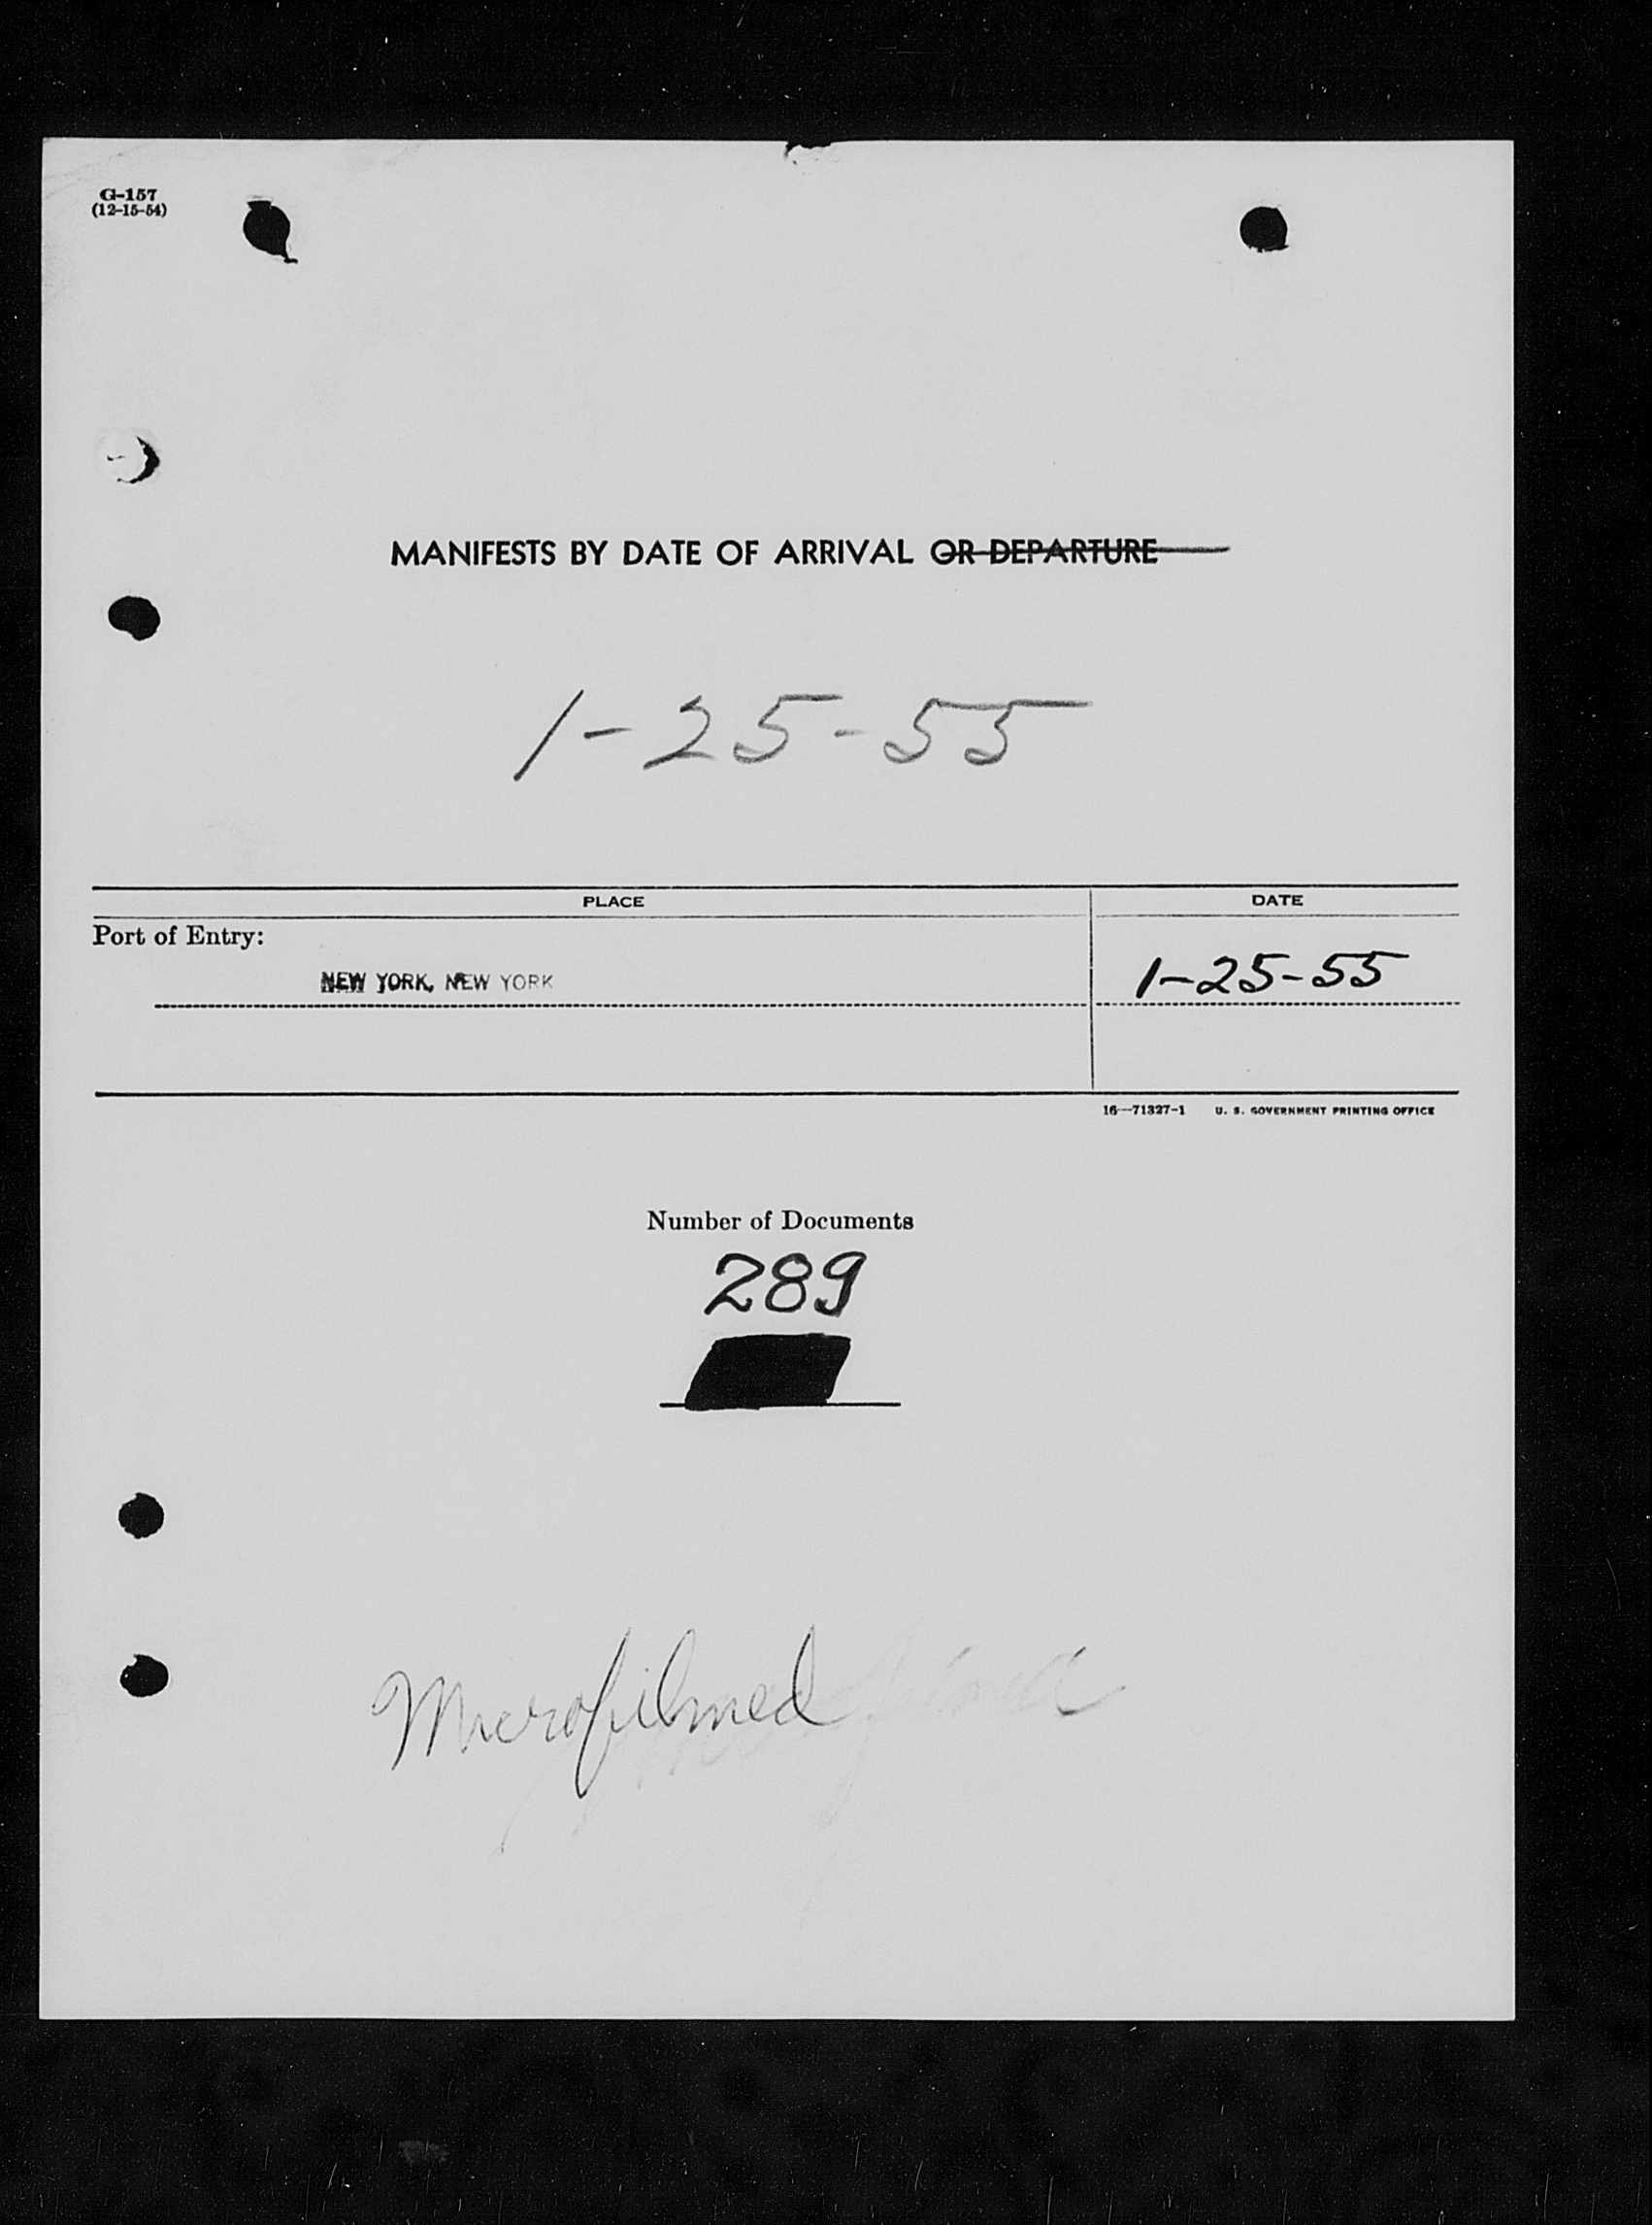 G-157
(12-15-54)
MANIFESTS BY DATE OF ARRIVAL OR DEPARTURE
1-25-55
PLACE DATE
Port of Entry:
NEW YORK, NEW YORK 1-25-55
16—71327-1 U. S. GOVERNMENT PRINTING OFFICE
Number of Documents
289
Microfilmed